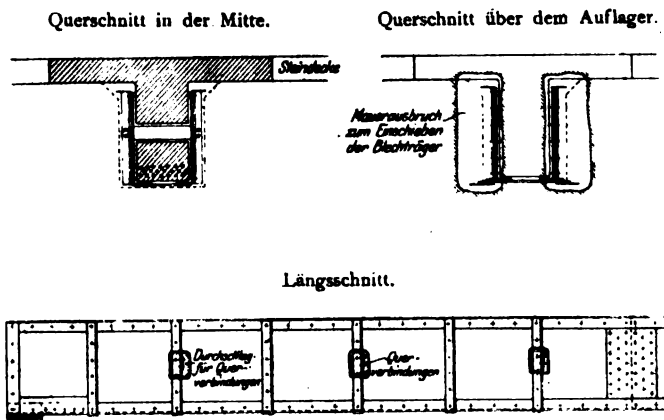 Querschnitt in der Mitte.
Querschnitt über dem Auflager.
Steindecke
Mauerausbruch
zum Einschieben
der Blechträger
Längsschnitt.
Durchschlag
für Quer-
verbindungen
Quer-
verbindungen